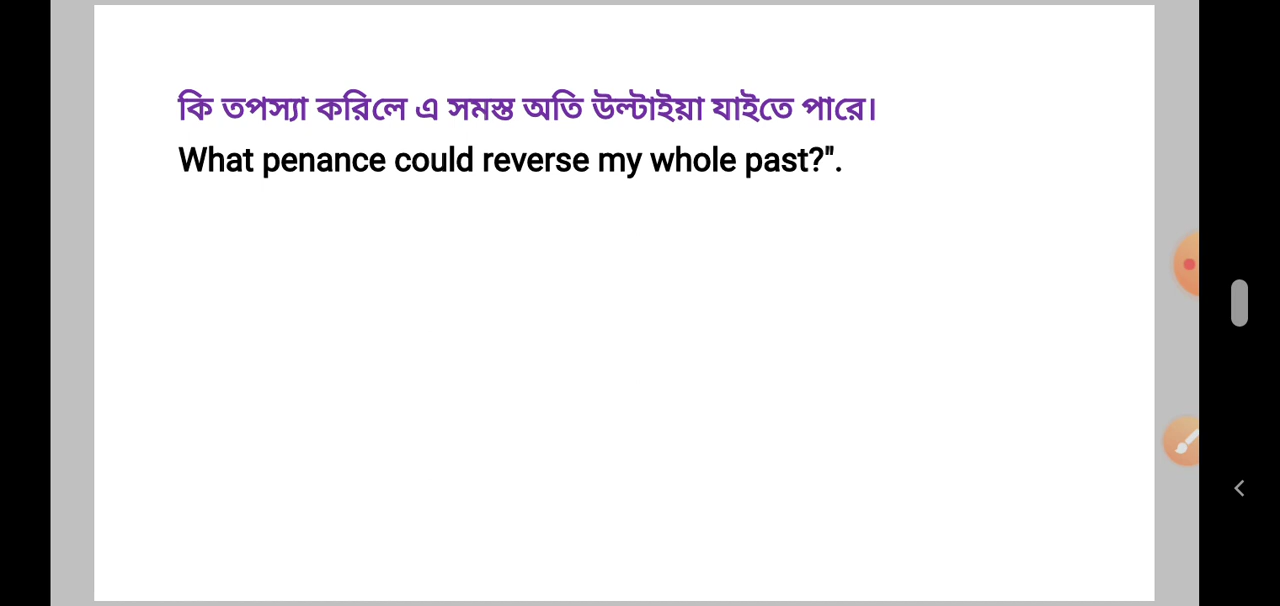 কি তপস্যা করিলে এ সমস্ত অতি উল্টাইয়া যাইতে পারে।
What penance could reverse my whole past?".